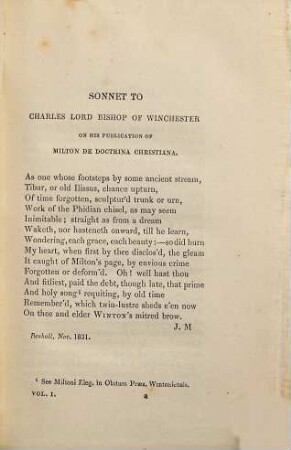 SONNET TO
CHARLES LORD BISHOP OF WINCHESTER
ON HIS PUBLICATION OF
MILTON DE DOCTRINA CHRISTIANA.
As one whose footsteps by some ancient stream,
Tibur, or old Ilissus, chance upturn,
Of time forgotten, sculptur'd trunk or urn,
Work of the Phidian chisel, as may seem
Inimitable; straight as from a dream
Waketh, nor hasteneth onward, till he learn,
Wondering, each grace, each beauty:—so did burn
My heart, when first by thee disclos'd, the gleam
It caught of Milton's page, by envious crime
Forgotten or deform'd. Oh! well hast thou
And fitliest, paid the debt, though late, that prime
And holy song¹ requiting, by old time
Remember'd, which twin-lustre sheds e'en now
On thee and elder WINTON's mitred brow.
J. M
Benhall, Nov. 1831.
¹ See Miltoni Eleg. in Obitum Præs. Wintoniensis.
VOL. I. a